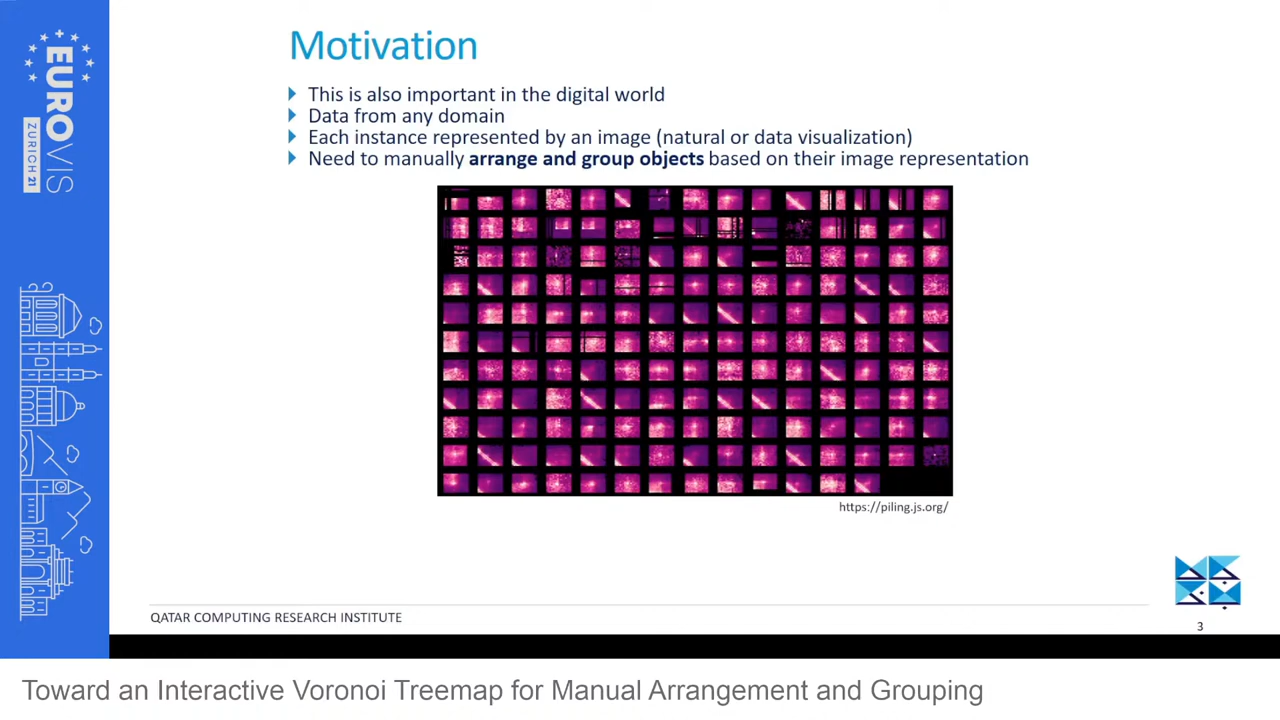 EUROVIS
ZURICH 21
Motivation
This is also important in the digital world
Data from any domain
Each instance represented by an image (natural or data visualization)
Need to manually arrange and group objects based on their image representation
https://piling.js.org/
QATAR COMPUTING RESEARCH INSTITUTE
3
Toward an Interactive Voronoi Treemap for Manual Arrangement and Grouping